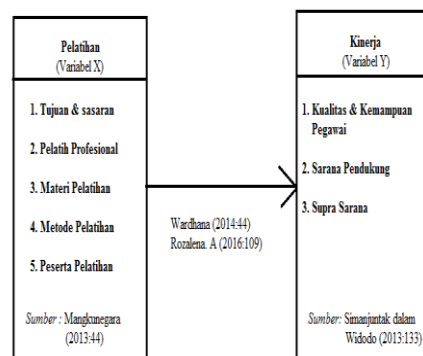 Pelatihan
(Variabel X)
1. Tujuan & sasaran
2. Pelatih Profesional
3. Materi Pelatihan
4. Metode Pelatihan
5. Peserta Pelatihan
Sumber : Mangkunegara
(2013:44)
Wardhana (2014:44)
Rozalena. A (2016:109)
Kinerja
(Variabel Y)
1. Kualitas & Kemampuan
Pegawai
2. Sarana Pendukung
3. Supra Sarana
Sumber: Simanjuntak dalam
Widodo (2013:133)